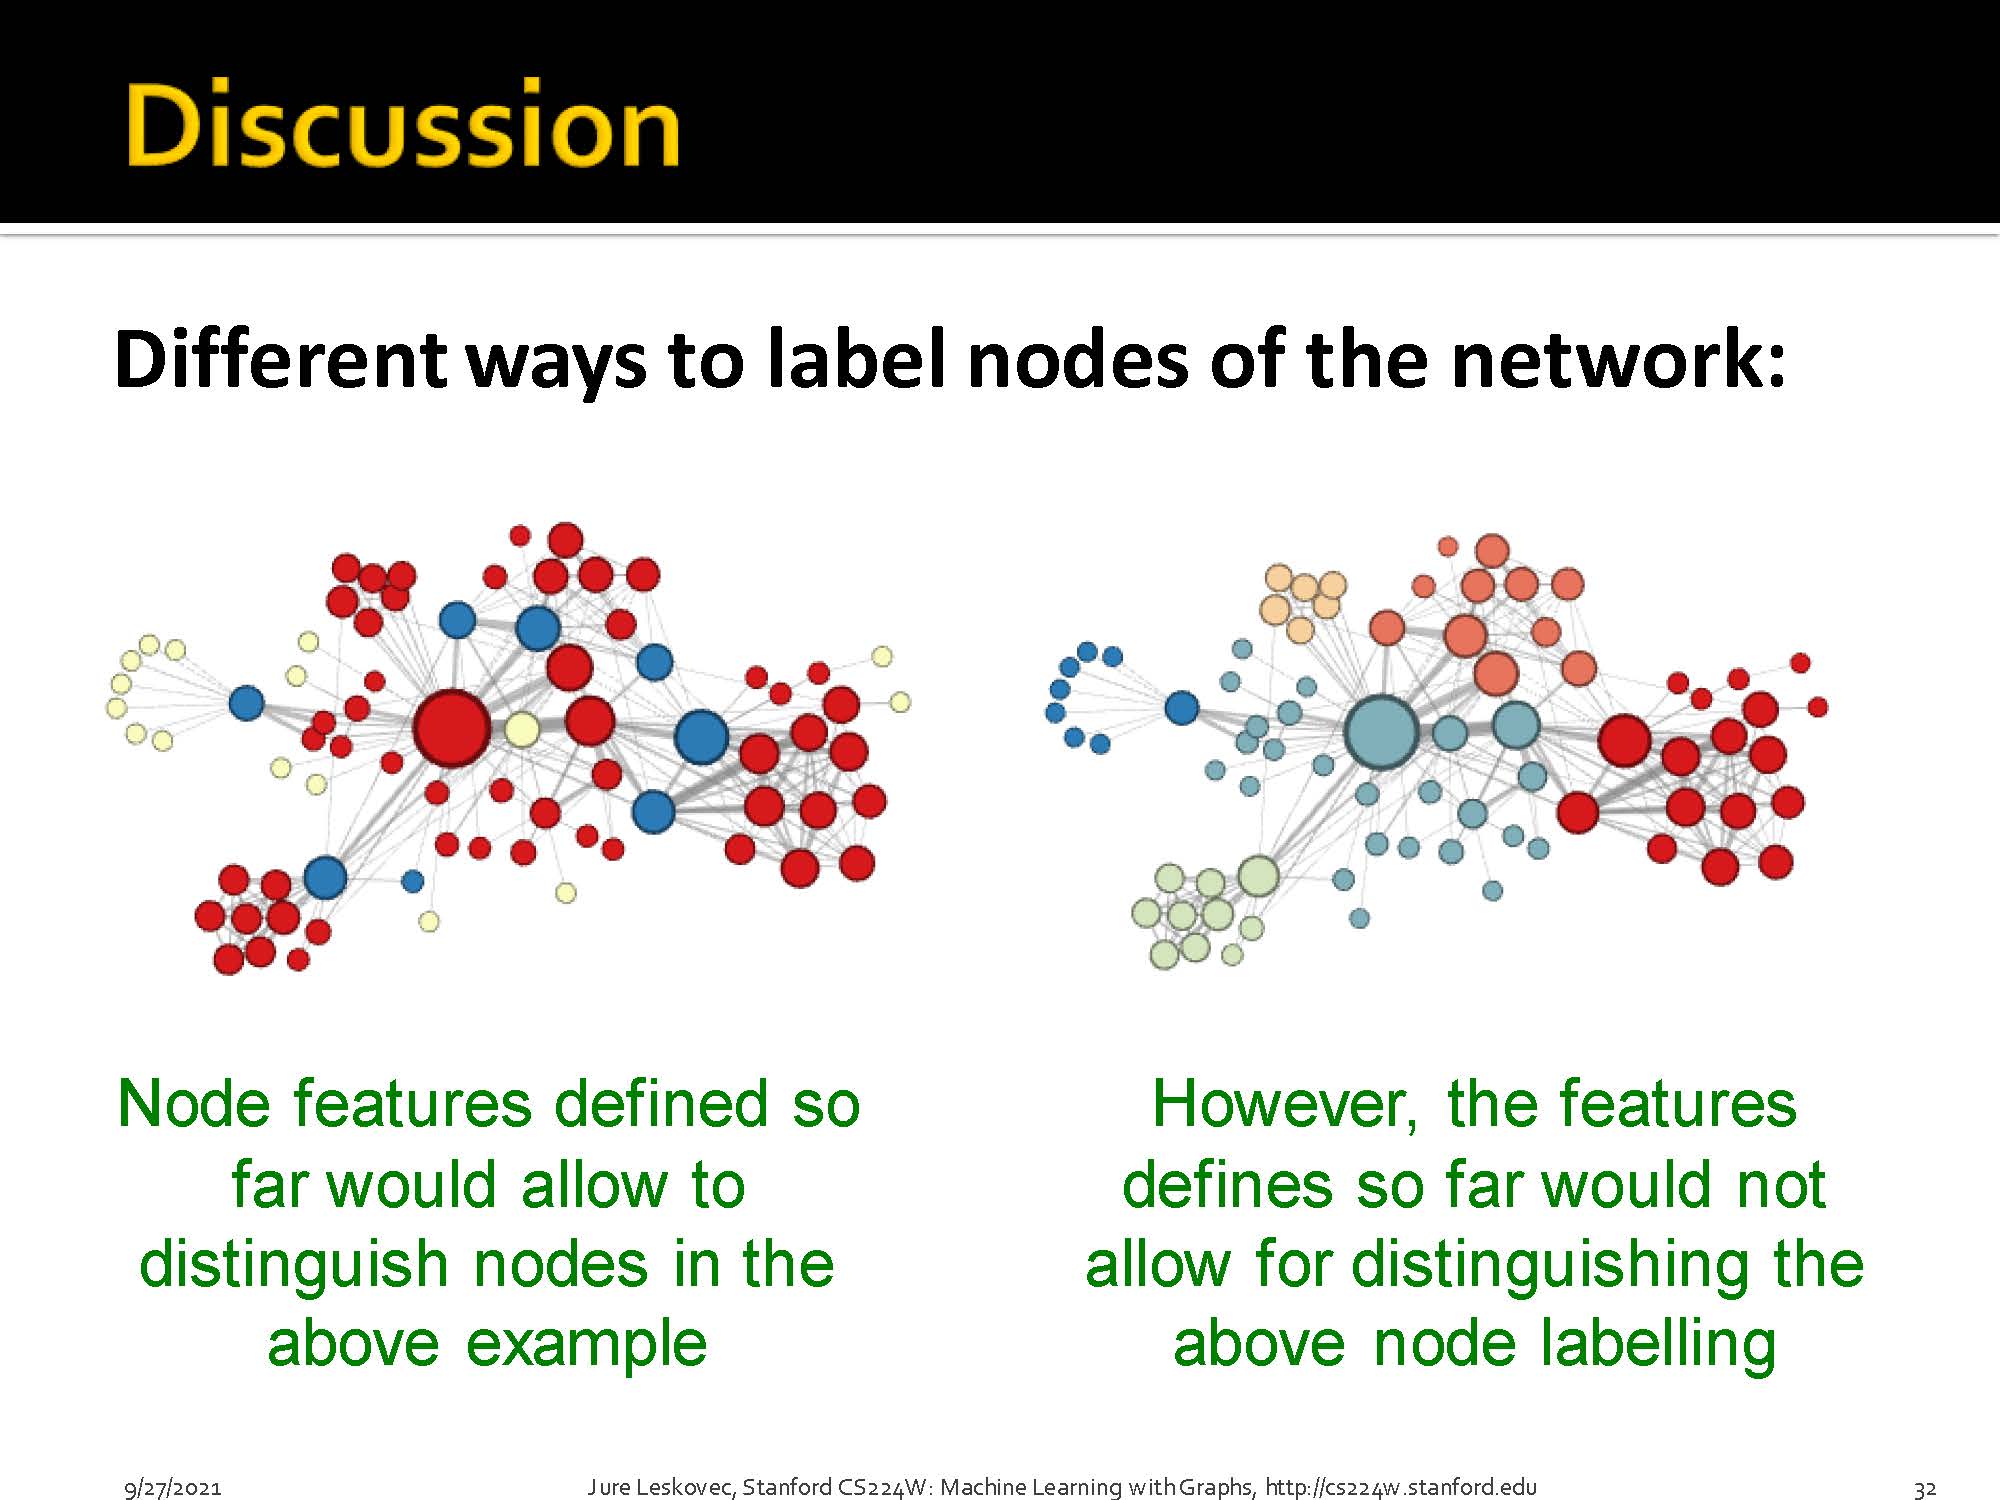 Discussion
Different ways to label nodes of the network:
Node features defined so
far would allow to
distinguish nodes in the
above example
However, the features
defines so far would not
allow for distinguishing the
above node labelling
9/27/2021
Jure Leskovec, Stanford CS224W: Machine Learning with Graphs, http://cs224w.stanford.edu
32